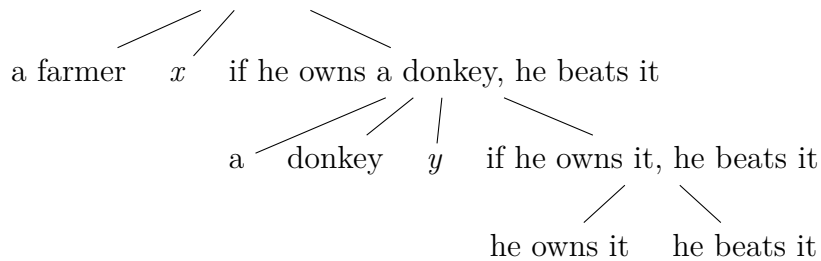 a farmer x if he owns a donkey, he beats it
a donkey y if he owns it, he beats it
he owns it he beats it